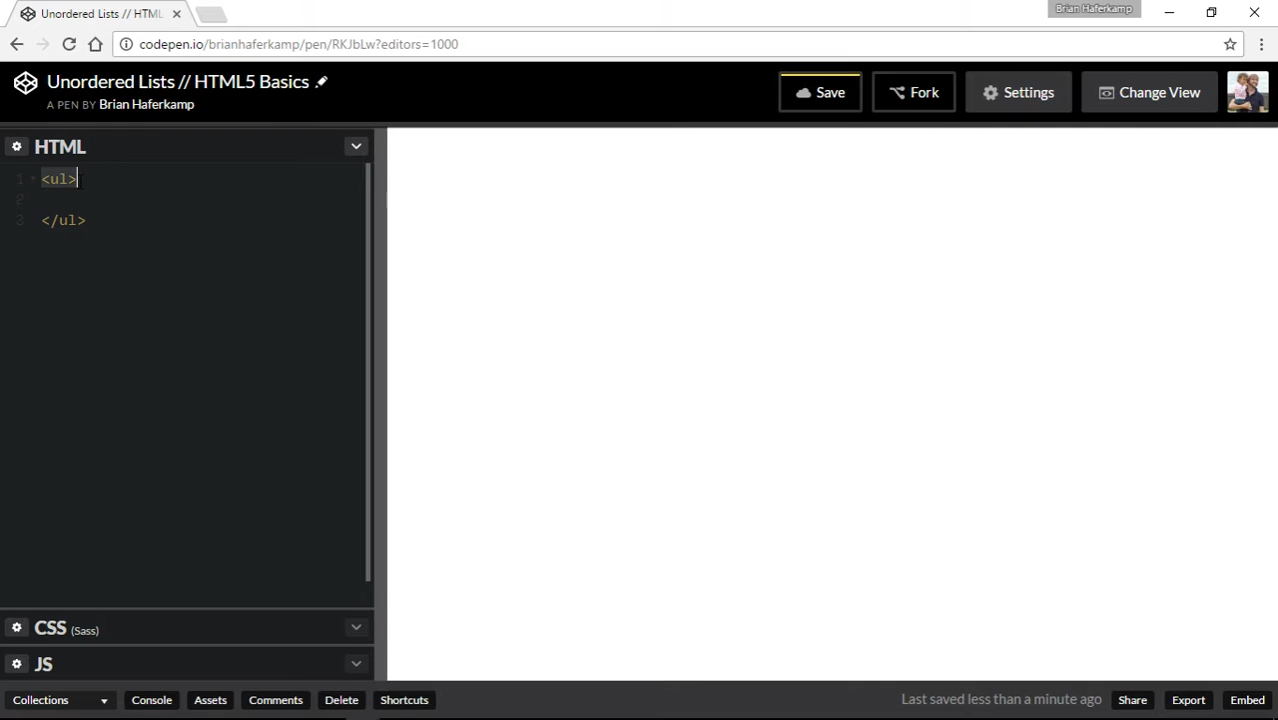 Unordered Lists // HTML
Brian Haferkamp
codepen.io/brianhaferkamp/pen/RKJbLw?editors=1000
Unordered Lists // HTML5 Basics
A PEN BY Brian Haferkamp
Save
Fork
Settings
Change View
HTML
1 <ul>
2
3 </ul>
CSS (Sass)
JS
Collections
Console
Assets
Comments
Delete
Shortcuts
Last saved less than a minute ago
Share
Export
Embed